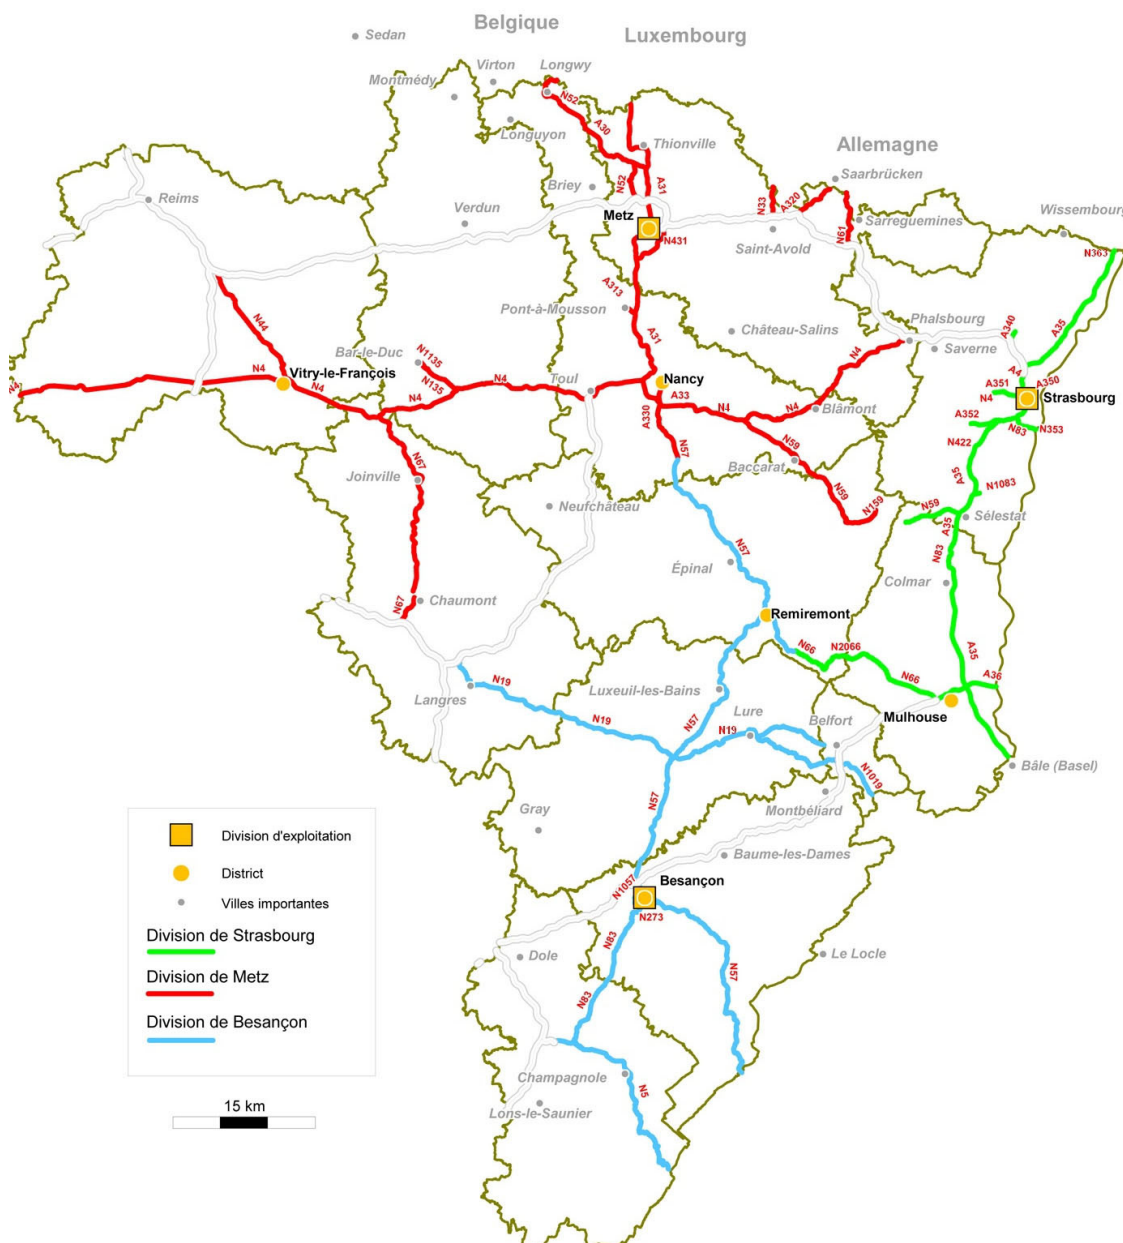 Belgique
Luxembourg
Sedan
Virton
Longwy
Montmédy
N52
A30
Longuyon
Thionville
Allemagne
Saarbrücken
Briey
N52
A31
N33
A320
Reims
Verdun
Metz
N431
Saint-Avold
N61
Sarreguemines
Wissembourg
N363
A313
Pont-à-Mousson
N44
A31
Château-Salins
Phalsbourg
A340
A35
Saverne
Bar-le-Duc
N1135
N135
N4
A4
N4
Vitry-le-François
N4
N4
N4
Toul
Nancy
A33
A330
N4
N4
Blâmont
A351
A350
N4
Strasbourg
A352
N83
N353
N422
N57
N59
Baccarat
A35
N1083
N67
Joinville
Neufchâteau
N59
N159
N59
A35
Sélestat
N57
N83
Épinal
Colmar
Chaumont
N67
Remiremont
N66
N2066
A35
N66
A36
N19
Langres
Luxeuil-les-Bains
Mulhouse
N19
N57
Lure
N19
Belfort
Bâle (Basel)
N1019
Montbéliard
N57
Gray
Baume-les-Dames
N1057
Besançon
N273
N83
Dole
Le Locle
N57
N83
Champagnole
N5
Lons-le-Saunier
Division d'exploitation
District
Villes importantes
Division de Strasbourg
Division de Metz
Division de Besançon
15 km